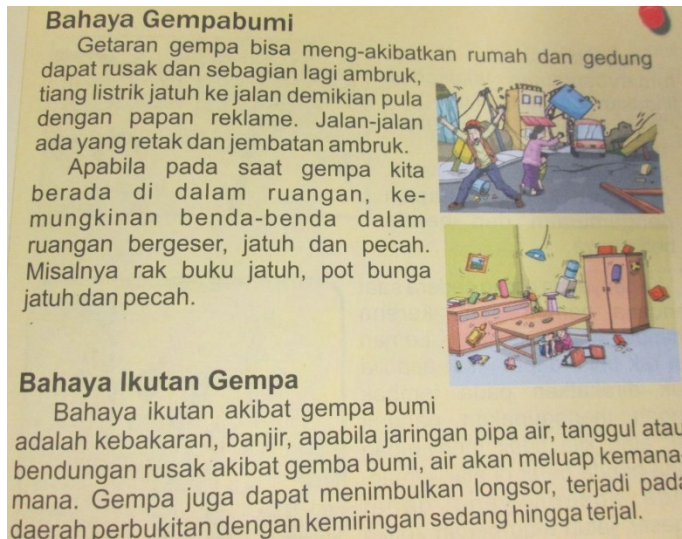 Bahaya Gempabumi
Getaran gempa bisa meng-akibatkan rumah dan gedung
dapat rusak dan sebagian lagi ambruk,
tiang listrik jatuh ke jalan demikian pula
dengan papan reklame. Jalan-jalan
ada yang retak dan jembatan ambruk.
Apabila pada saat gempa kita
berada di dalam ruangan, ke-
mungkinan benda-benda dalam
ruangan bergeser, jatuh dan pecah.
Misalnya rak buku jatuh, pot bunga
jatuh dan pecah.
Bahaya Ikutan Gempa
Bahaya ikutan akibat gempa bumi
adalah kebakaran, banjir, apabila jaringan pipa air, tanggul atau
bendungan rusak akibat gemba bumi, air akan meluap kemana-
mana. Gempa juga dapat menimbulkan longsor, terjadi pada
daerah perbukitan dengan kemiringan sedang hingga terjal.